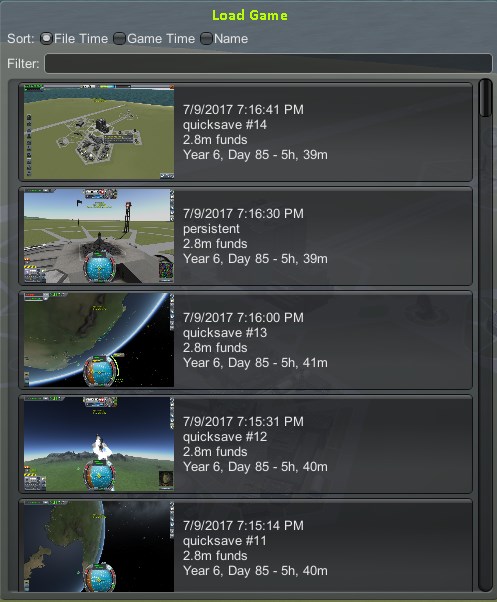 Load Game
Sort: File Time Game Time Name
Filter:
7/9/2017 7:16:41 PM
quicksave #14
2.8m funds
Year 6, Day 85 - 5h, 39m
7/9/2017 7:16:30 PM
persistent
2.8m funds
Year 6, Day 85 - 5h, 39m
7/9/2017 7:16:00 PM
quicksave #13
2.8m funds
Year 6, Day 85 - 5h, 41m
7/9/2017 7:15:31 PM
quicksave #12
2.8m funds
Year 6, Day 85 - 5h, 40m
7/9/2017 7:15:14 PM
quicksave #11
2.8m funds
Year 6, Day 85 - 5h, 40m